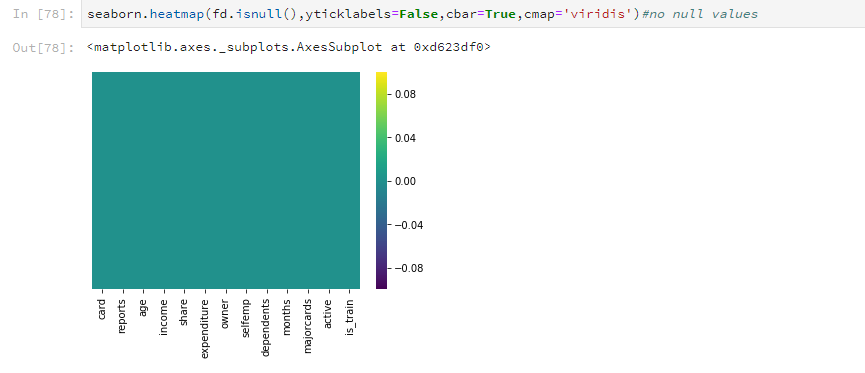 In [78]: seaborn.heatmap(fd.isnull(),yticklabels=False,cbar=True,cmap='viridis')#no null values
Out[78]: <matplotlib.axes._subplots.AxesSubplot at 0xd623df0>
0.08
0.04
0.00
−0.04
−0.08
card
reports
age
income
share
expenditure
owner
selfemp
dependents
months
majorcards
active
is_train